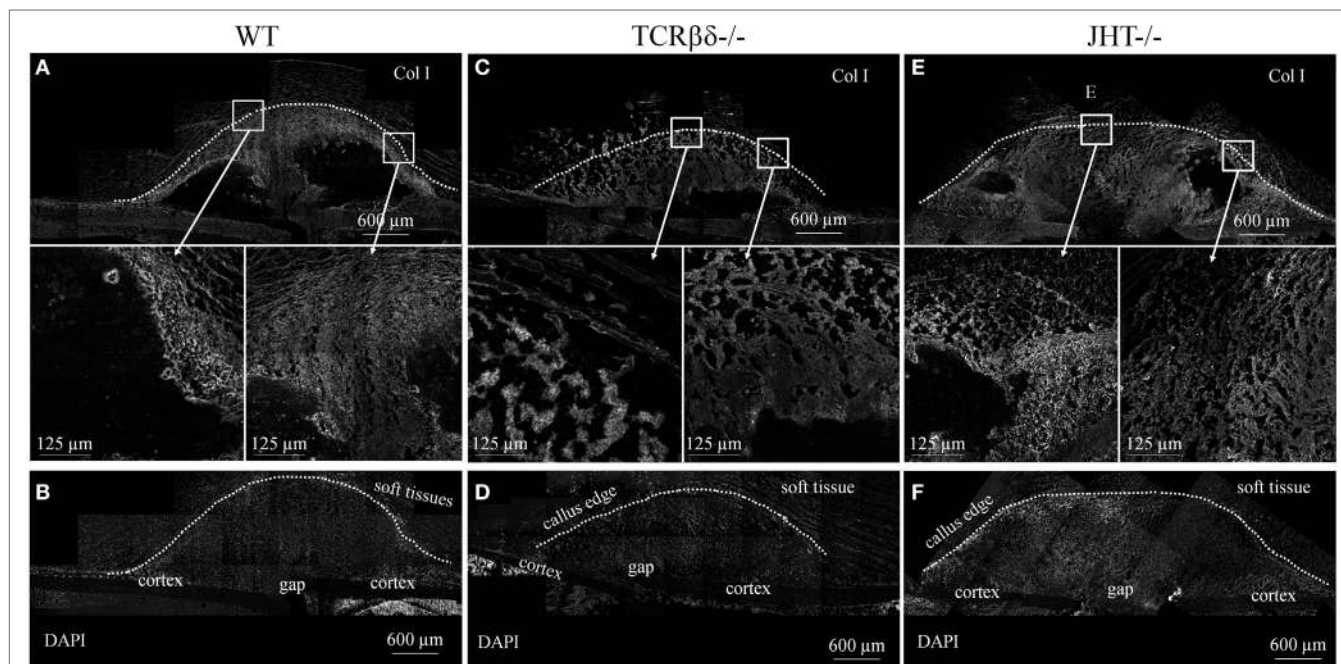 WT
TCRβδ-/-
JHT-/-
A
Col I
600 µm
125 µm
125 µm
C
Col I
600 µm
125 µm
125 µm
E
Col I
E
600 µm
125 µm
125 µm
B
soft tissues
cortex
gap
cortex
DAPI
600 µm
D
callus edge
soft tissue
cortex
gap
cortex
DAPI
600 µm
F
callus edge
soft tissue
cortex
gap
cortex
DAPI
600 µm